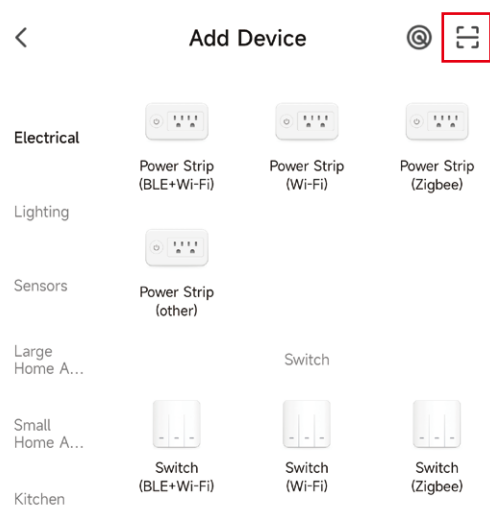 Add Device
Electrical
Power Strip
(BLE+Wi-Fi)
Power Strip
(Wi-Fi)
Power Strip
(Zigbee)
Lighting
Sensors
Power Strip
(other)
Large
Home A...
Switch
Small
Home A...
Switch
(BLE+Wi-Fi)
Switch
(Wi-Fi)
Switch
(Zigbee)
Kitchen